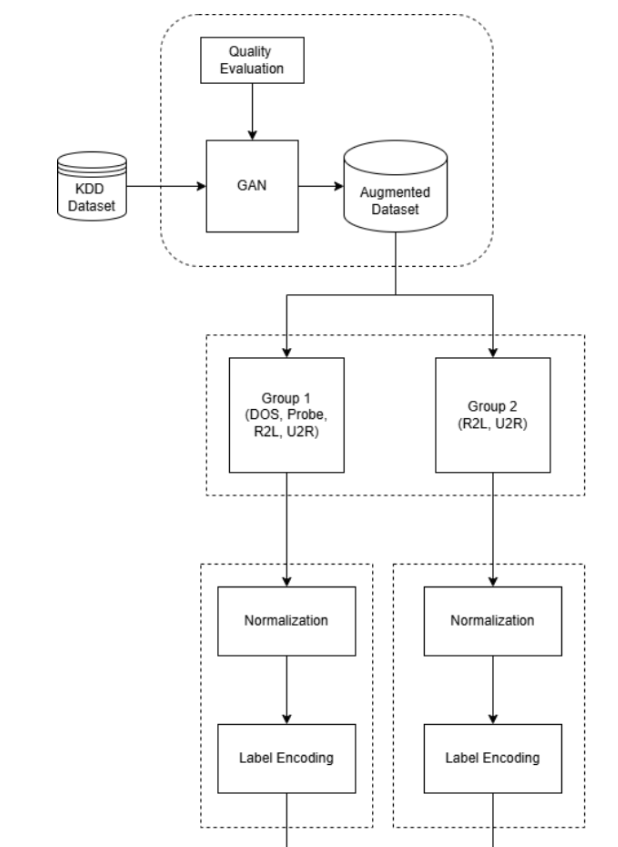 Quality
Evaluation
KDD
Dataset
GAN
Augmented
Dataset
Group 1
(DOS, Probe,
R2L, U2R)
Group 2
(R2L, U2R)
Normalization
Normalization
Label Encoding
Label Encoding